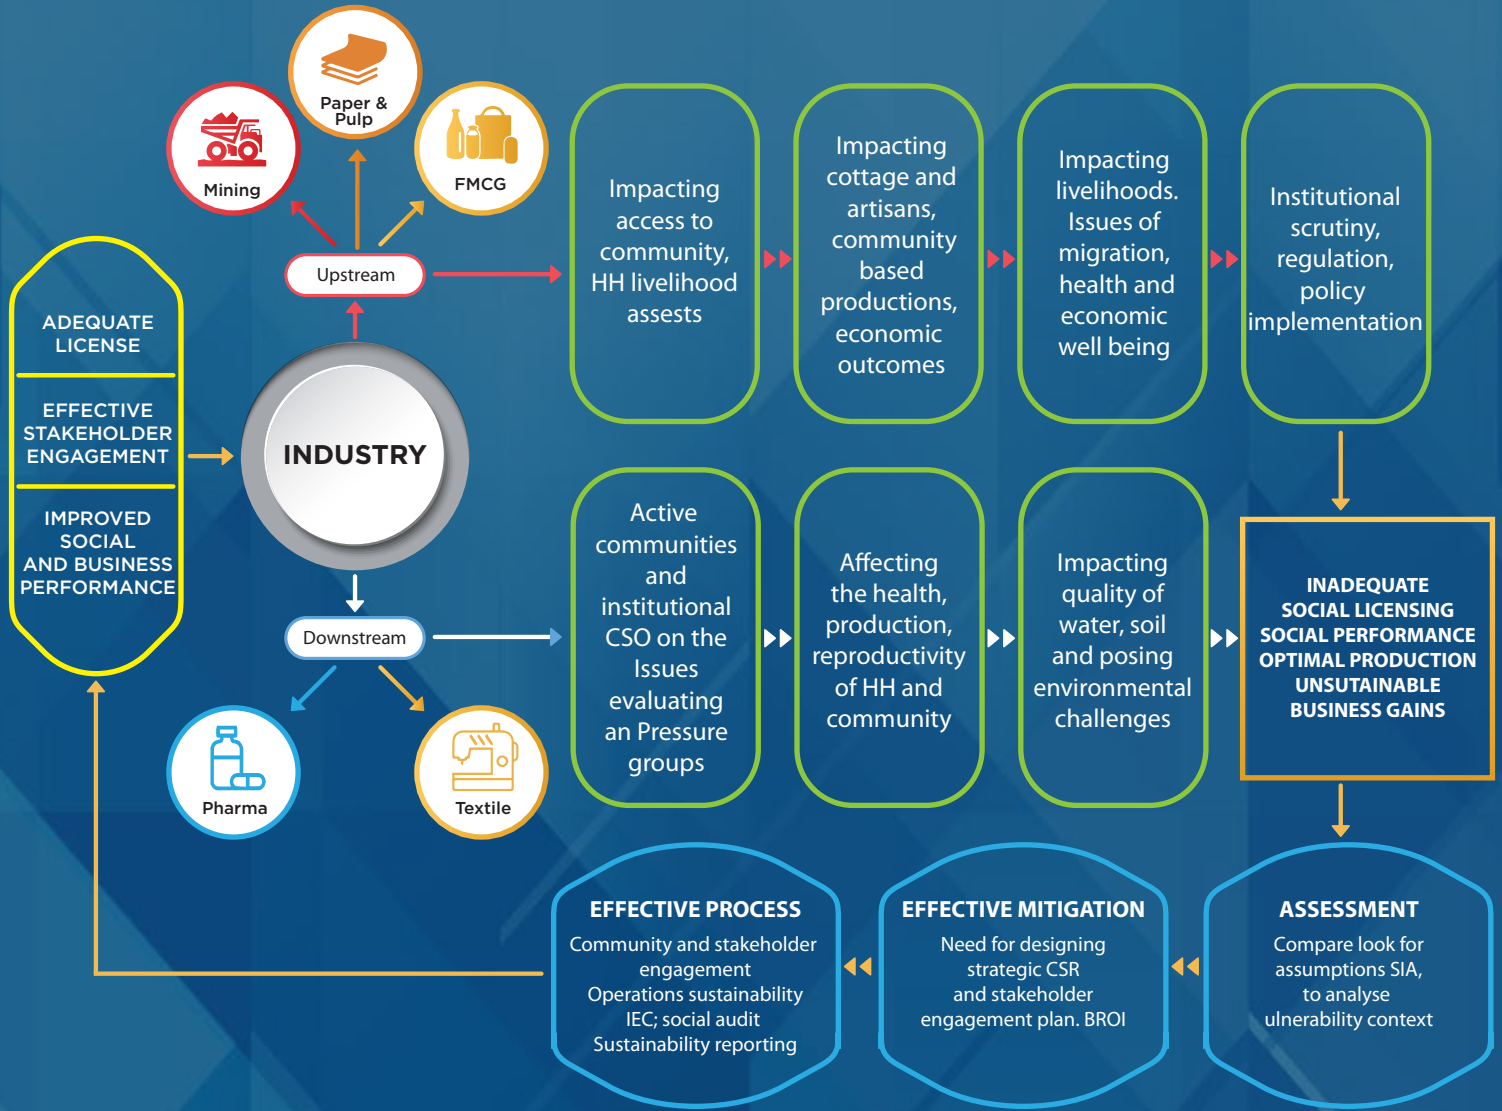 Paper &
Pulp
Mining
FMCG
Upstream
Impacting
access to
community,
HH livelihood
assests
Impacting
cottage and
artisans,
community
based
productions,
economic
outcomes
Impacting
livelihoods.
Issues of
migration,
health and
economic
well being
Institutional
scrutiny,
regulation,
policy
implementation
ADEQUATE
LICENSE
EFFECTIVE
STAKEHOLDER
ENGAGEMENT
IMPROVED
SOCIAL
AND BUSINESS
PERFORMANCE
INDUSTRY
Downstream
Pharma
Textile
Active
communities
and
institutional
CSO on the
Issues
evaluating
an Pressure
groups
Affecting
the health,
production,
reproductivity
of HH and
community
Impacting
quality of
water, soil
and posing
environmental
challenges
INADEQUATE
SOCIAL LICENSING
SOCIAL PERFORMANCE
OPTIMAL PRODUCTION
UNSUTAINABLE
BUSINESS GAINS
EFFECTIVE PROCESS
Community and stakeholder
engagement
Operations sustainability
IEC; social audit
Sustainability reporting
EFFECTIVE MITIGATION
Need for designing
strategic CSR
and stakeholder
engagement plan. BROI
ASSESSMENT
Compare look for
assumptions SIA,
to analyse
ulnerability context